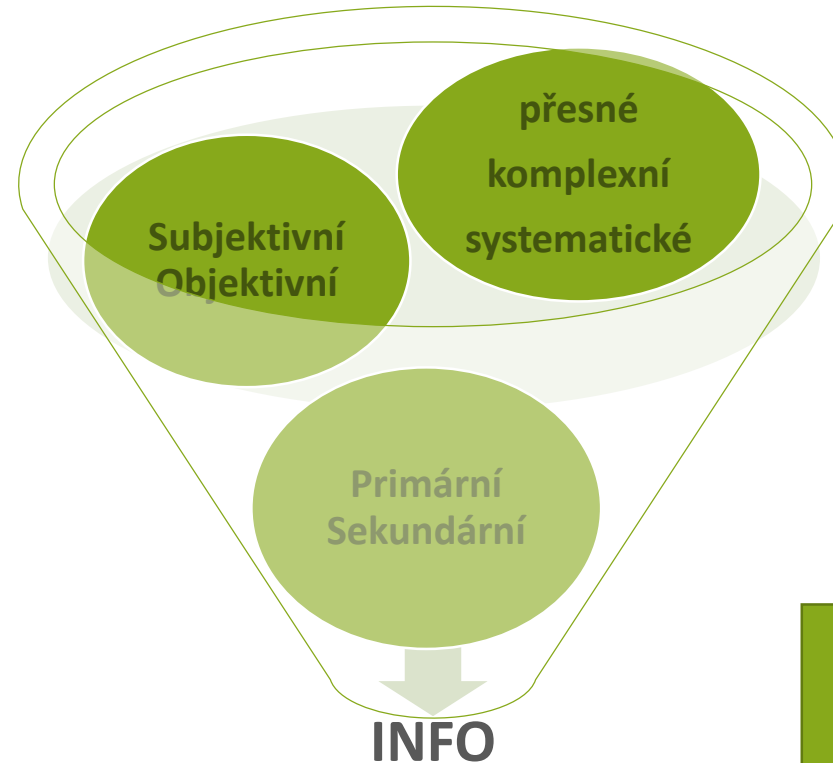 přesné
komplexní
systematické
Subjektivní
Objektivní
Primární
Sekundární
INFO